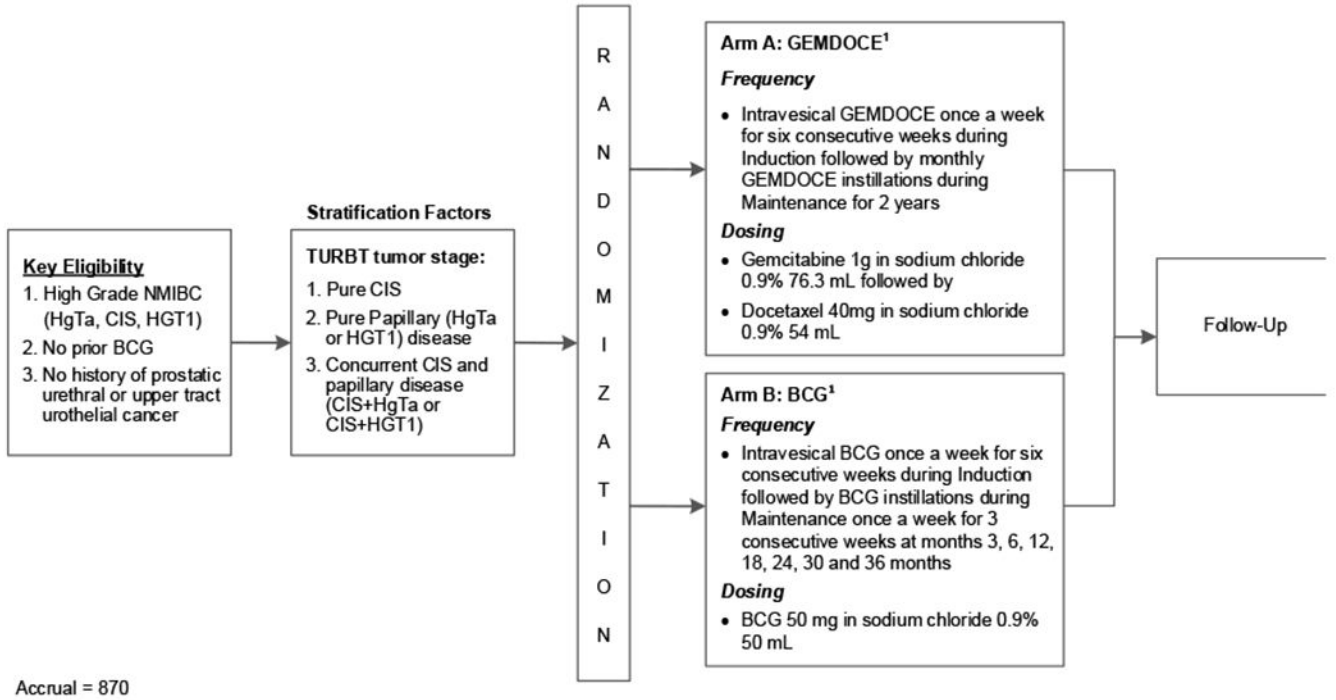 Key Eligibility
1. High Grade NMIBC
(HgTa, CIS, HGT1)
2. No prior BCG
3. No history of prostatic
urethral or upper tract
urothelial cancer
Stratification Factors
TURBT tumor stage:
1. Pure CIS
2. Pure Papillary (HgTa
or HGT1) disease
3. Concurrent CIS and
papillary disease
(CIS+HgTa or
CIS+HGT1)
R
A
N
D
O
M
I
Z
A
T
I
O
N
Arm A: GEMDOCE¹
Frequency
• Intravesical GEMDOCE once a week
for six consecutive weeks during
Induction followed by monthly
GEMDOCE instillations during
Maintenance for 2 years
Dosing
• Gemcitabine 1g in sodium chloride
0.9% 76.3 mL followed by
• Docetaxel 40mg in sodium chloride
0.9% 54 mL
Arm B: BCG¹
Frequency
• Intravesical BCG once a week for six
consecutive weeks during Induction
followed by BCG instillations during
Maintenance once a week for 3
consecutive weeks at months 3, 6, 12,
18, 24, 30 and 36 months
Dosing
• BCG 50 mg in sodium chloride 0.9%
50 mL
Follow-Up
Accrual = 870